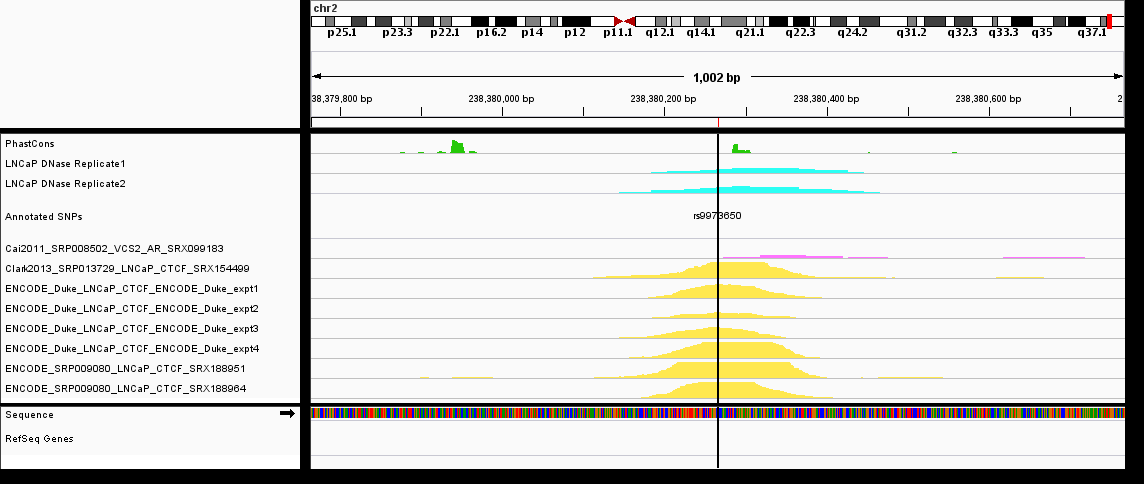 chr2
p25.1 p23.3 p22.1 p16.2 p14 p12 p11.1 q12.1 q14.1 q21.1 q22.3 q24.2 q31.2 q32.3 q33.3 q35 q37.1
1,002 bp
38,379,800 bp 238,380,000 bp 238,380,200 bp 238,380,400 bp 238,380,600 bp 2
PhastCons
LNCaP DNase Replicate1
LNCaP DNase Replicate2
Annotated SNPs
rs9973650
Cai2011_SRP008502_VCS2_AR_SRX099183
Clark2013_SRP013729_LNCaP_CTCF_SRX154499
ENCODE_Duke_LNCaP_CTCF_ENCODE_Duke_expt1
ENCODE_Duke_LNCaP_CTCF_ENCODE_Duke_expt2
ENCODE_Duke_LNCaP_CTCF_ENCODE_Duke_expt3
ENCODE_Duke_LNCaP_CTCF_ENCODE_Duke_expt4
ENCODE_SRP009080_LNCaP_CTCF_SRX188951
ENCODE_SRP009080_LNCaP_CTCF_SRX188964
Sequence
RefSeq Genes